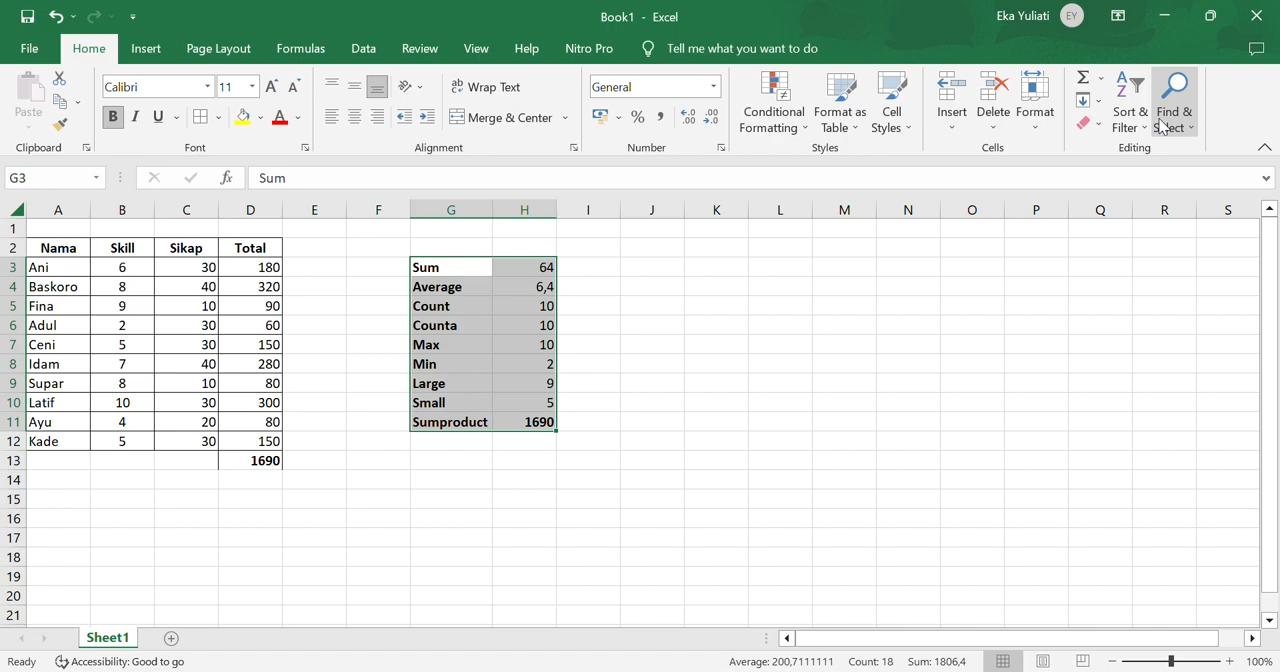 Book1 - Excel
Eka Yuliati EY
File Home Insert Page Layout Formulas Data Review View Help Nitro Pro Tell me what you want to do
Calibri 11 ab Wrap Text General
Paste Merge & Center % Conditional Formatting Format as Table Cell Styles Insert Delete Format Sort & Filter Find &
B I U A
Clipboard Font Alignment Number Styles Cells Editing
G3 fx Sum
A B C D E F G H I J K L M N O P Q R S
1
2 Nama Skill Sikap Total
3 Ani 6 30 180 Sum 64
4 Baskoro 8 40 320 Average 6,4
5 Fina 9 10 90 Count 10
6 Adul 2 30 60 Counta 10
7 Ceni 5 30 150 Max 10
8 Idam 7 40 280 Min 2
9 Supar 8 10 80 Large 9
10 Latif 10 30 300 Small 5
11 Ayu 4 20 80 Sumproduct 1690
12 Kade 5 30 150
13 1690
14
15
16
17
18
19
20
21
Sheet1
Ready Accessibility: Good to go Average: 200,7111111 Count: 18 Sum: 1806,4 100%